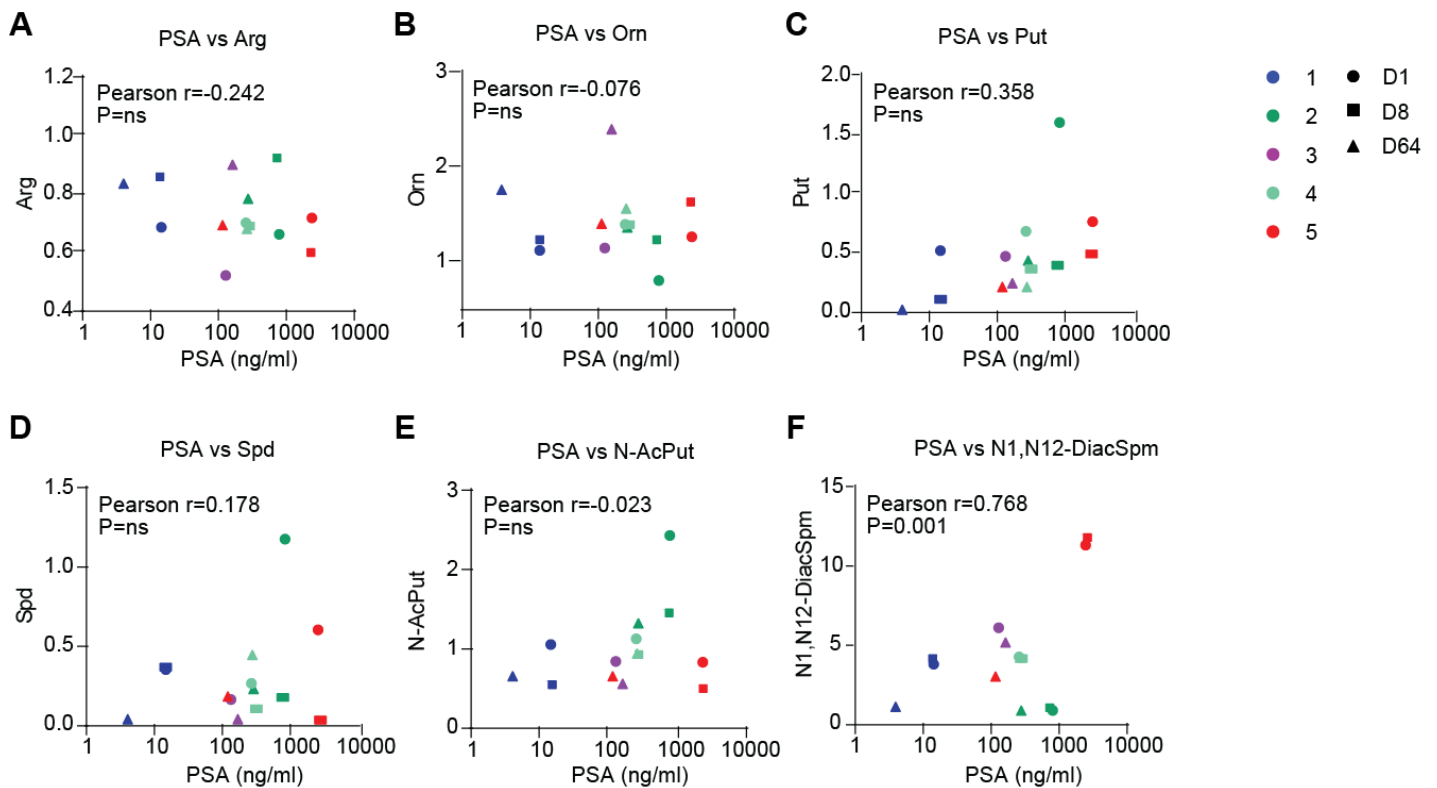 A
PSA vs Arg
Pearson r=-0.242
P=ns
1.2
1.0
0.8
0.6
0.4
Arg
1 10 100 1000 10000
PSA (ng/ml)
B
PSA vs Orn
Pearson r=-0.076
P=ns
3
2
1
Orn
1 10 100 1000 10000
PSA (ng/ml)
C
PSA vs Put
Pearson r=0.358
P=ns
2.0
1.5
1.0
0.5
0.0
Put
1 10 100 1000 10000
PSA (ng/ml)
1 D1
2 D8
3 D64
4
5
D
PSA vs Spd
Pearson r=0.178
P=ns
1.5
1.0
0.5
0.0
Spd
1 10 100 1000 10000
PSA (ng/ml)
E
PSA vs N-AcPut
Pearson r=-0.023
P=ns
3
2
1
0
N-AcPut
1 10 100 1000 10000
PSA (ng/ml)
F
PSA vs N1,N12-DiacSpm
Pearson r=0.768
P=0.001
15
10
5
0
N1,N12-DiacSpm
1 10 100 1000 10000
PSA (ng/ml)